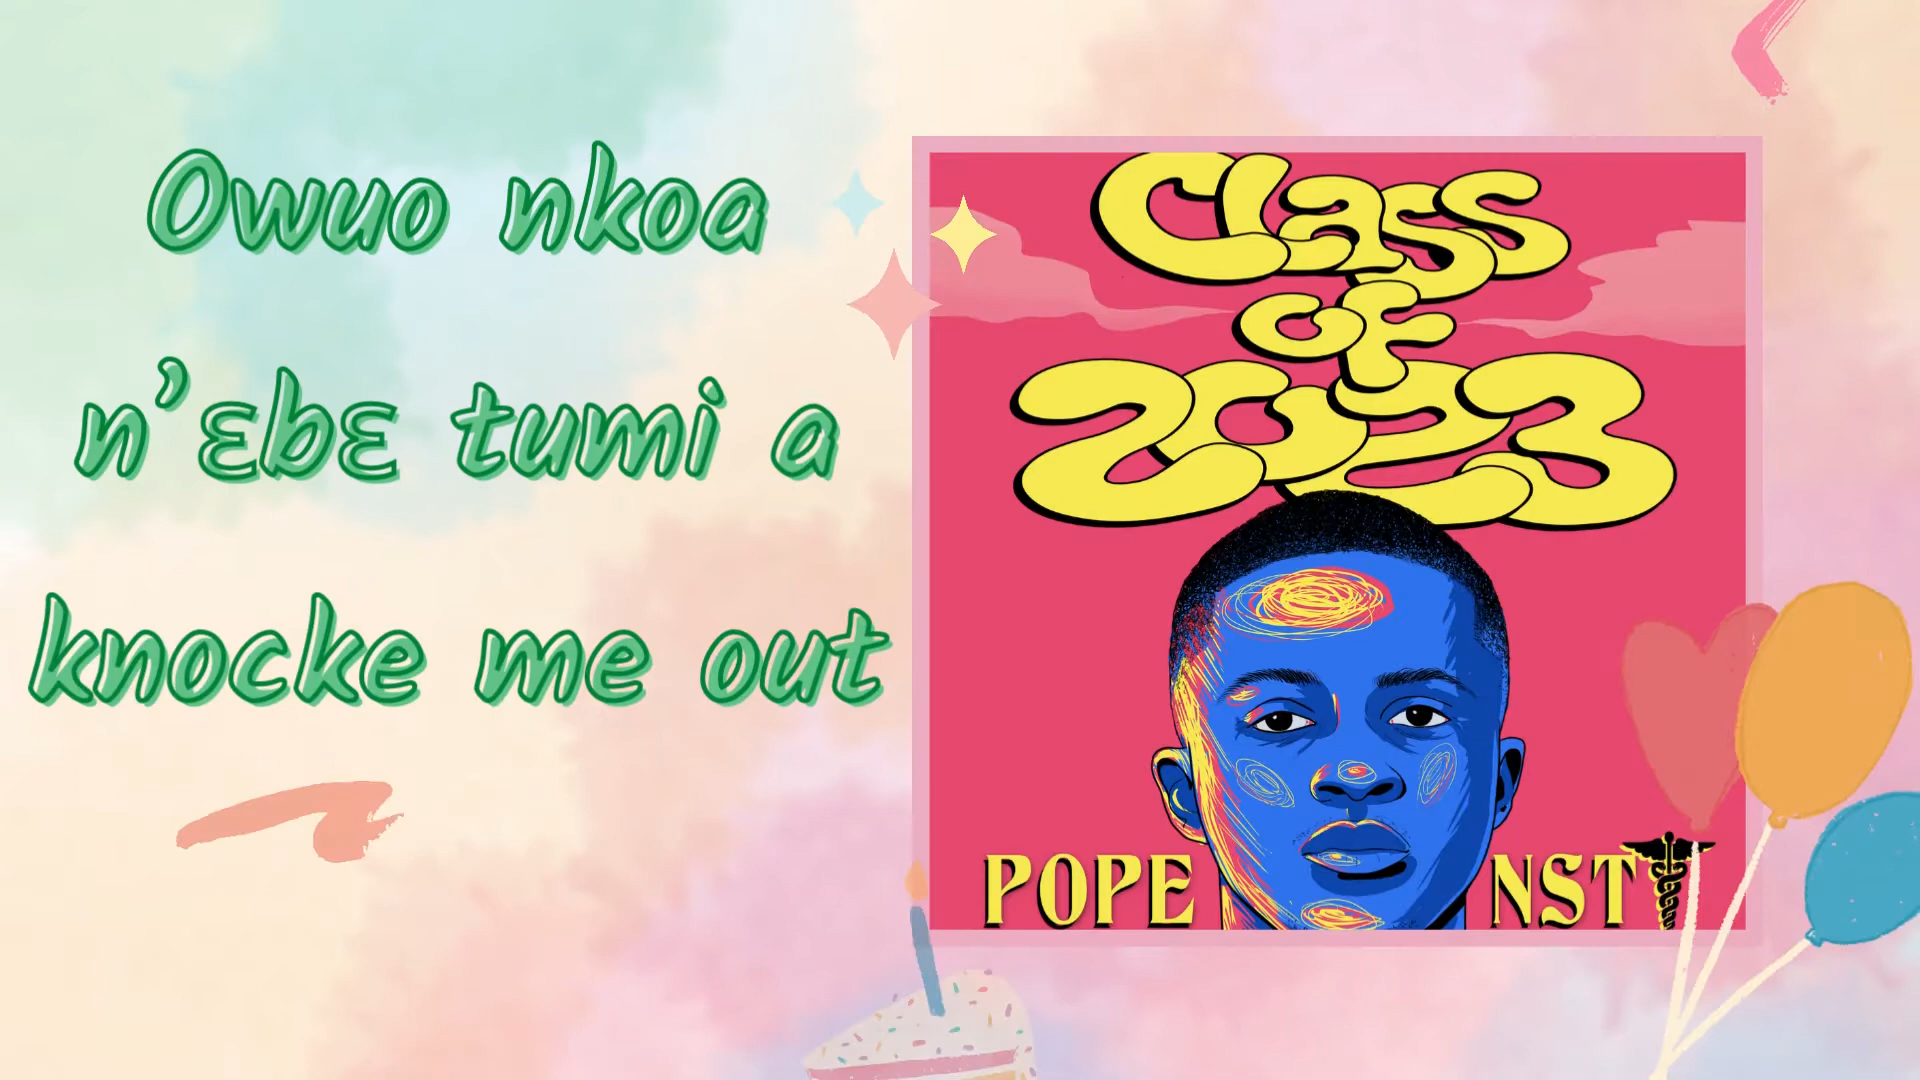 Owuo nkoa
n’ɛbɛ tumi a
knocke me out
Class
of
2023
POPE NST